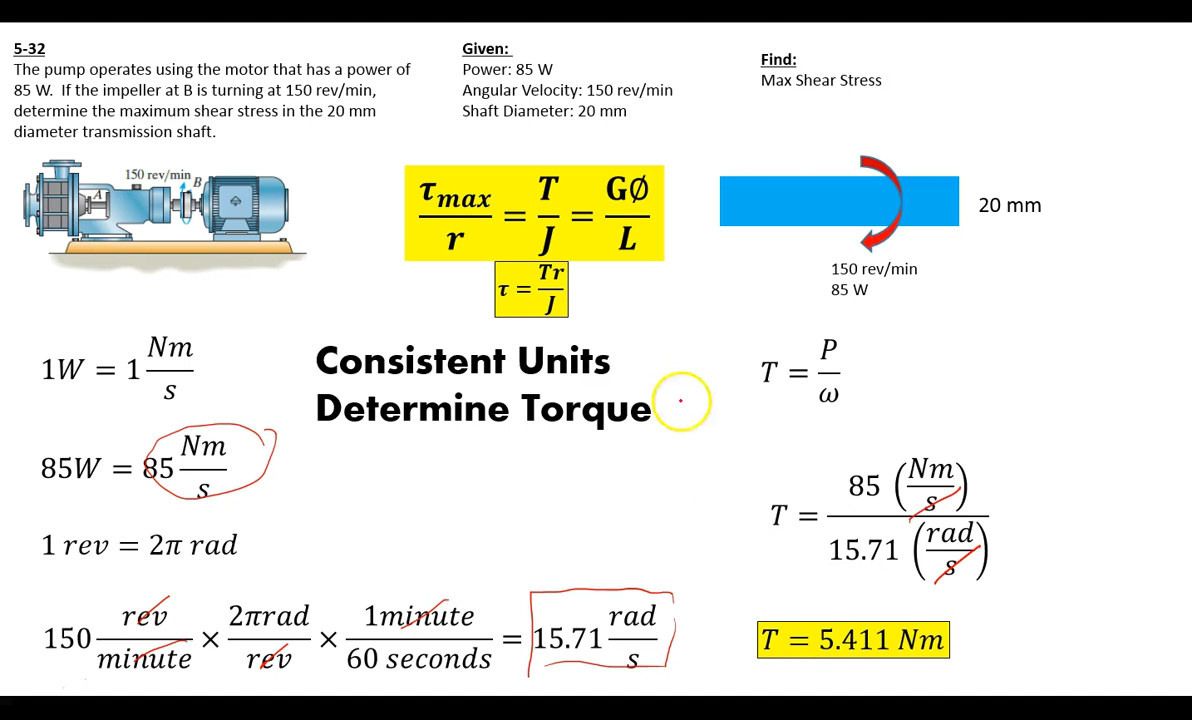 5-32
The pump operates using the motor that has a power of
85 W. If the impeller at B is turning at 150 rev/min,
determine the maximum shear stress in the 20 mm
diameter transmission shaft.
Given:
Power: 85 W
Angular Velocity: 150 rev/min
Shaft Diameter: 20 mm
Find:
Max Shear Stress
150 rev/min
B
A
τmax/r = T/J = GØ/L
τ = Tr/J
20 mm
150 rev/min
85 W
1W = 1 Nm/s
Consistent Units
Determine Torque
T = P/ω
85W = 85 Nm/s
T = 85 (Nm/s) / 15.71 (rad/s)
1 rev = 2π rad
150 rev/minute × 2πrad/rev × 1minute/60 seconds = 15.71 rad/s
T = 5.411 Nm